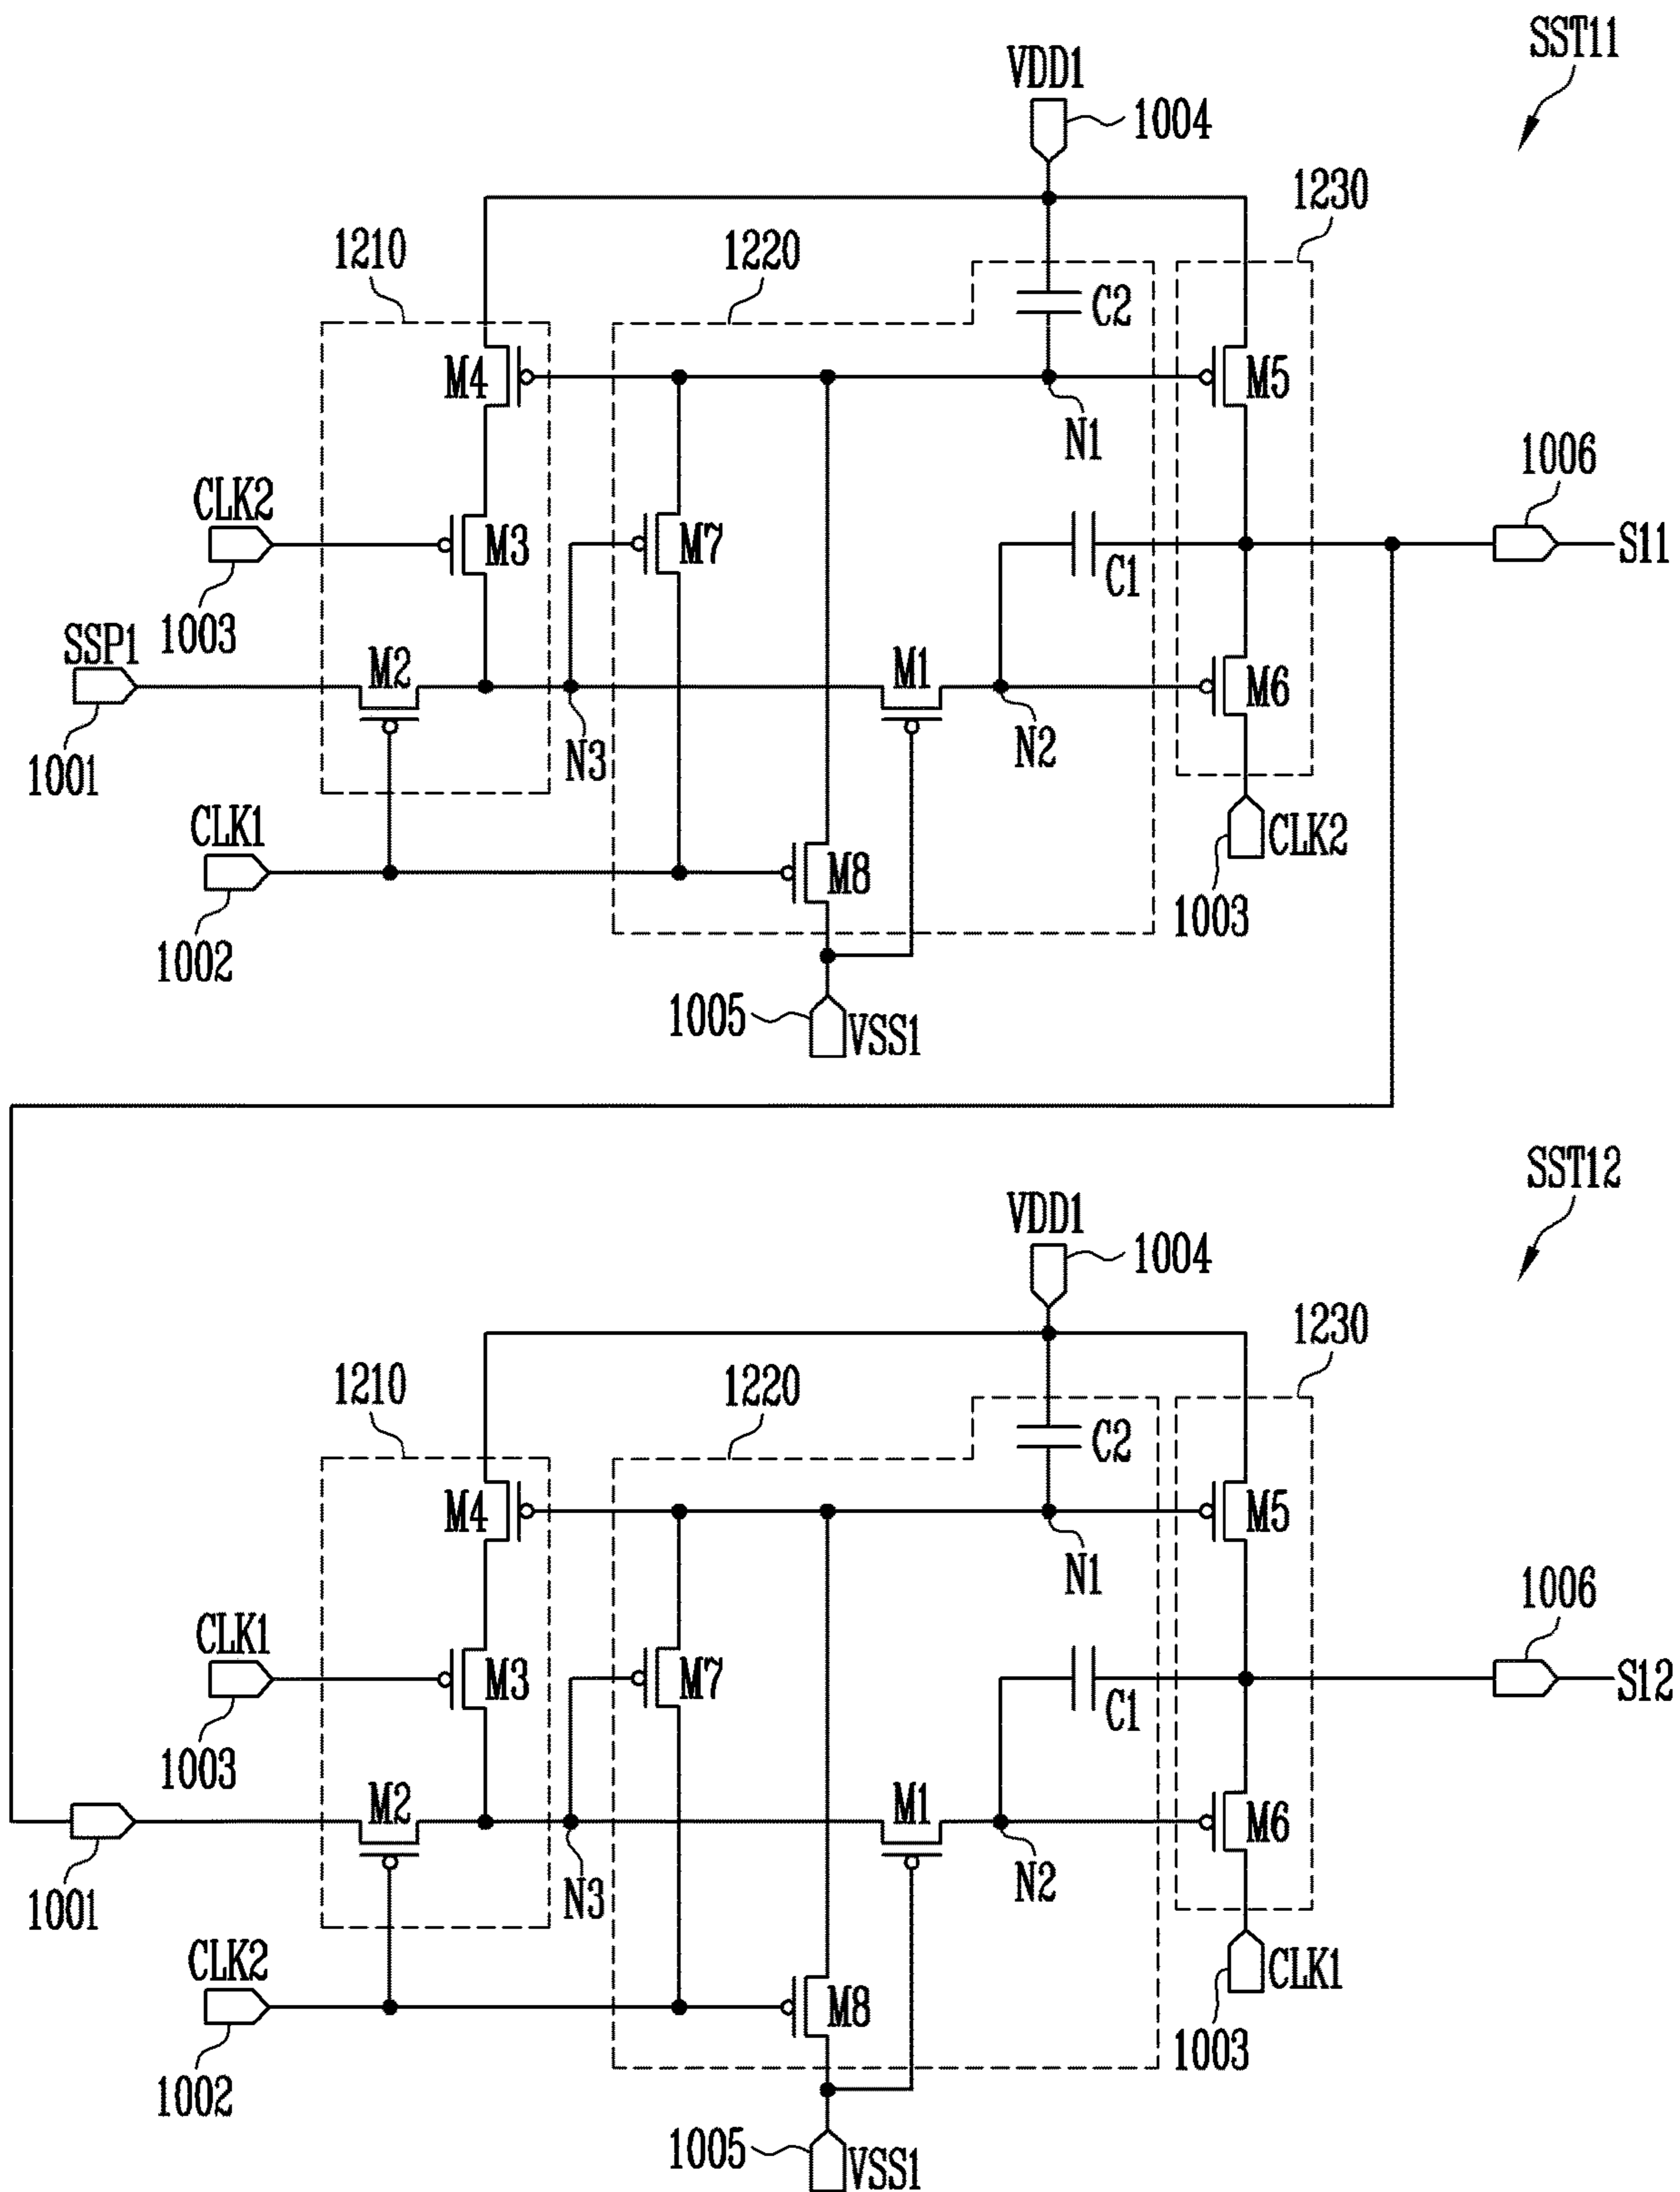 SST11
VDD1
1004
1230
1210
1220
C2
M4
M5
N1
1006
CLK2
M3
M7
C1
S11
1003
SSP1
M2
M1
M6
1001
N3
N2
CLK1
CLK2
M8
1002
1003
1005
VSS1
SST12
VDD1
1004
1230
1210
1220
C2
M4
M5
N1
1006
CLK1
M3
M7
C1
S12
1003
M2
M1
M6
1001
N3
N2
CLK2
CLK1
M8
1002
1003
1005
VSS1